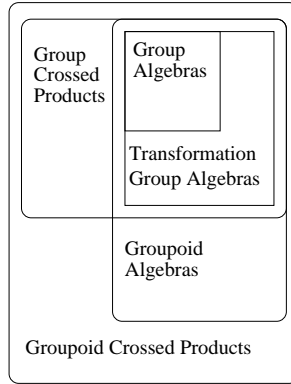 Group
Crossed
Products
Group
Algebras
Transformation
Group Algebras
Groupoid
Algebras
Groupoid Crossed Products